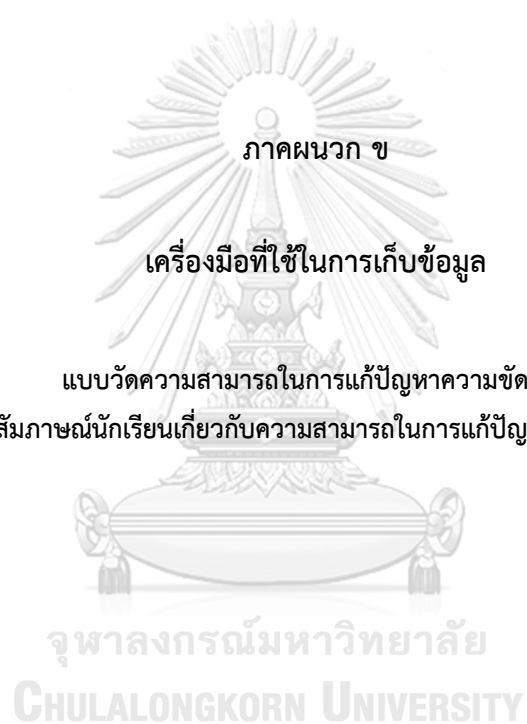 ภาคผนวก ข
เครื่องมือที่ใช้ในการเก็บข้อมูล
แบบวัดความสามารถในการแก้ปัญหาความขัด
สัมภาษณ์นักเรียนเกี่ยวกับความสามารถในการแก้ปัญ
จุฬาลงกรณ์มหาวิทยาลัย
CHULALONGKORN UNIVERSITY